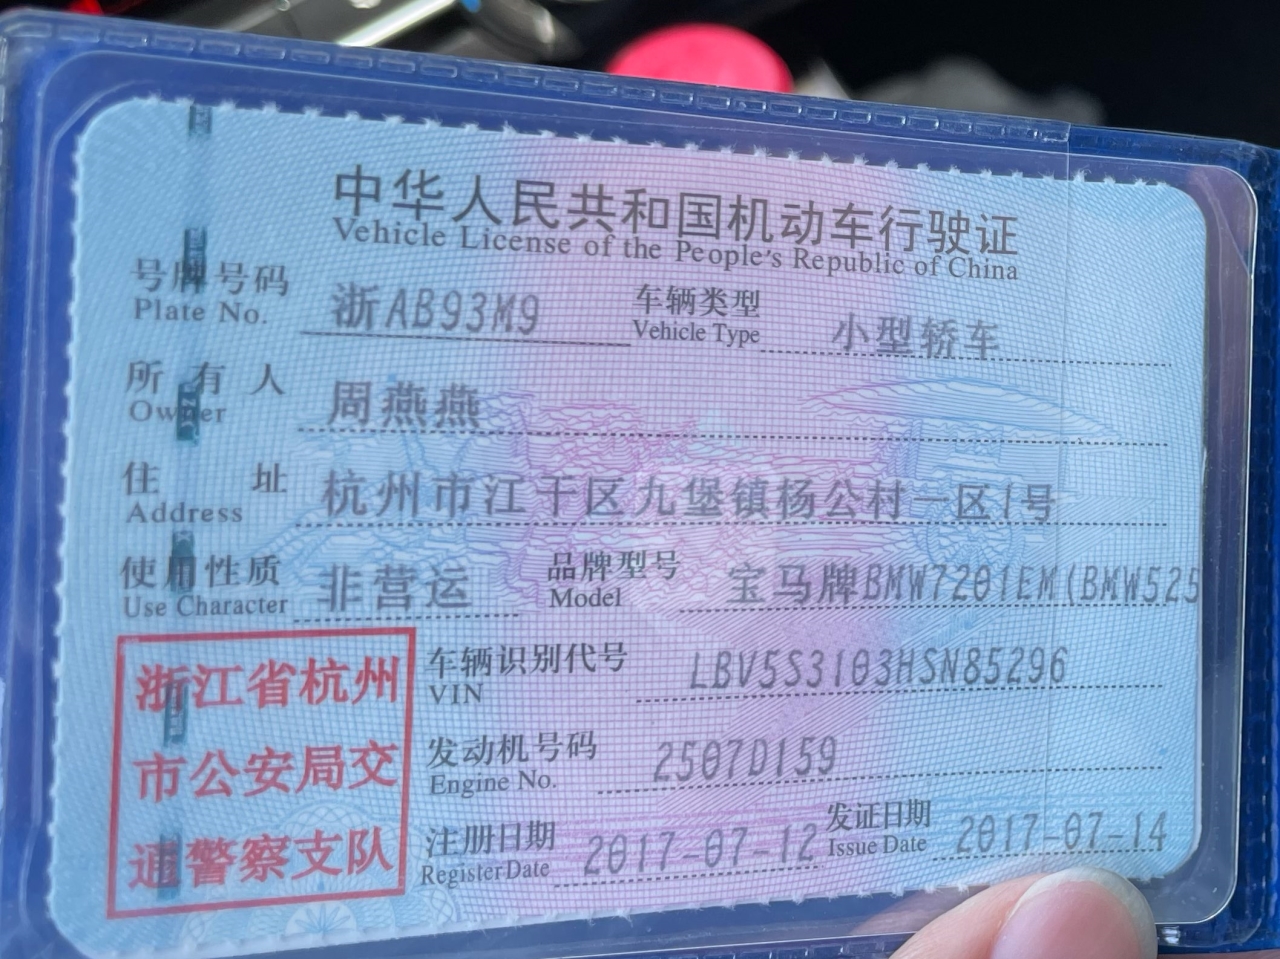 中华人民共和国机动车行驶证
Vehicle License of the People's Republic of China
号牌号码 浙AB93M9 车辆类型 小型轿车
Plate No. Vehicle Type
所有人 周燕燕
Owner
住址 杭州市江干区九堡镇杨公村一区1号
Address
使用性质 非营运 品牌型号 宝马牌BMW7201EM(BMW525
Use Character Model
浙江省杭州
市公安局交
通警察支队
车辆识别代号 LBV5S3103HSN85296
VIN
发动机号码 2507D159
Engine No.
注册日期 2017-07-12 发证日期 2017-07-14
Register Date Issue Date